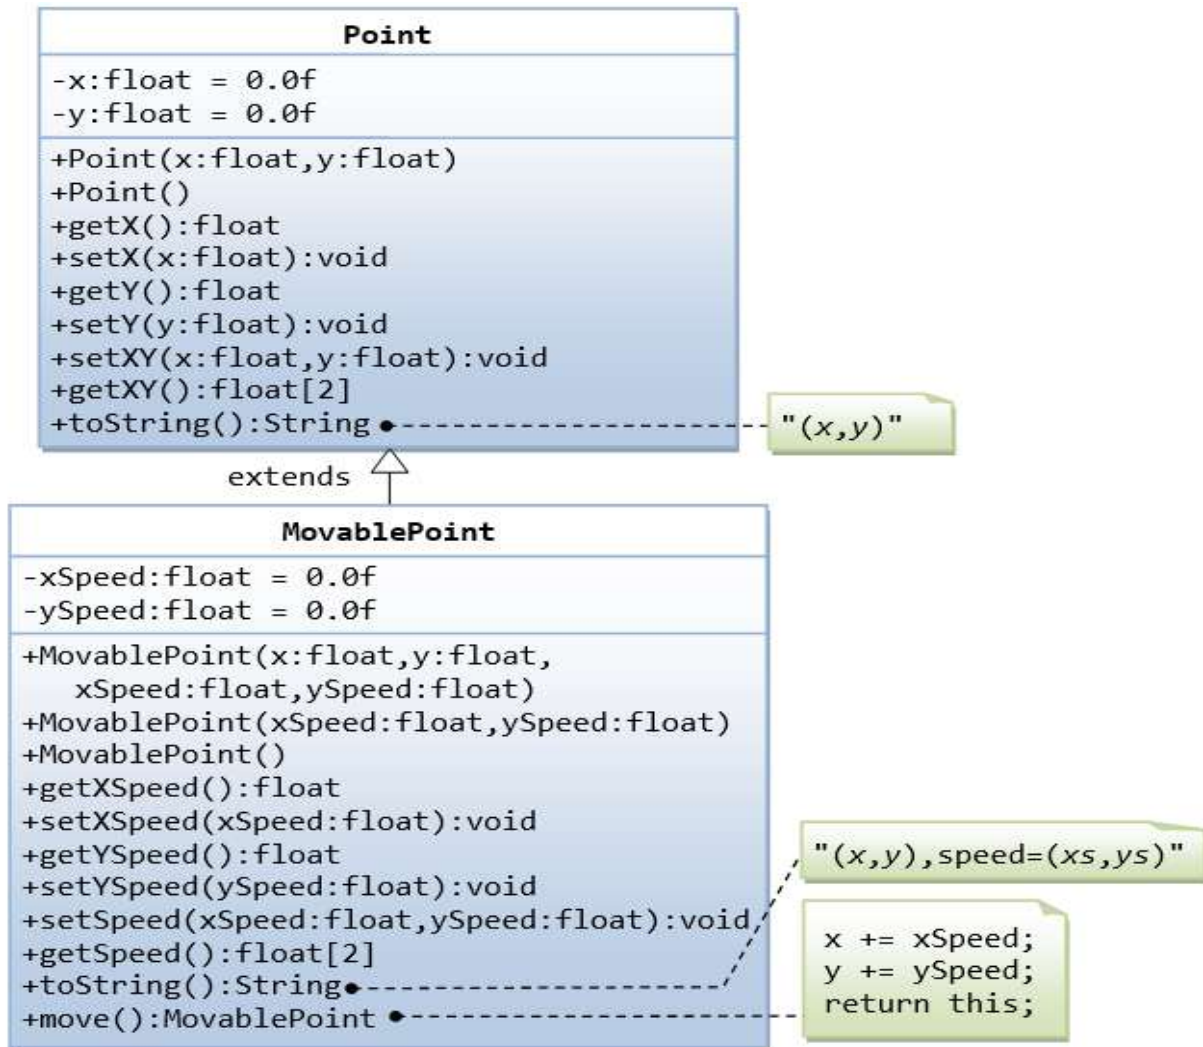 Point
-x:float = 0.0f
-y:float = 0.0f
+Point(x:float,y:float)
+Point()
+getX():float
+setX(x:float):void
+getY():float
+setY(y:float):void
+setXY(x:float,y:float):void
+getXY():float[2]
+toString():String
"(x,y)"
extends
MovablePoint
-xSpeed:float = 0.0f
-ySpeed:float = 0.0f
+MovablePoint(x:float,y:float,
xSpeed:float,ySpeed:float)
+MovablePoint(xSpeed:float,ySpeed:float)
+MovablePoint()
+getXSpeed():float
+setXSpeed(xSpeed:float):void
+getYSpeed():float
+setYSpeed(ySpeed:float):void
+setSpeed(xSpeed:float,ySpeed:float):void
+getSpeed():float[2]
+toString():String
+move():MovablePoint
"(x,y),speed=(xs,ys)"
x += xSpeed;
y += ySpeed;
return this;